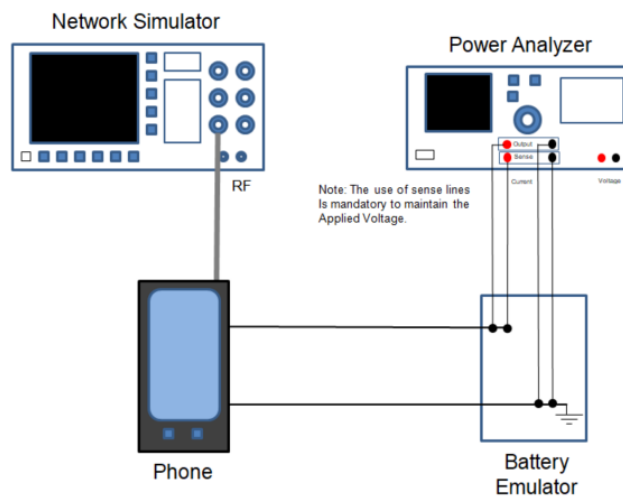 Network Simulator
Power Analyzer
Output
Sense
RF
Current
Voltage
Note: The use of sense lines
Is mandatory to maintain the
Applied Voltage.
Phone
Battery
Emulator